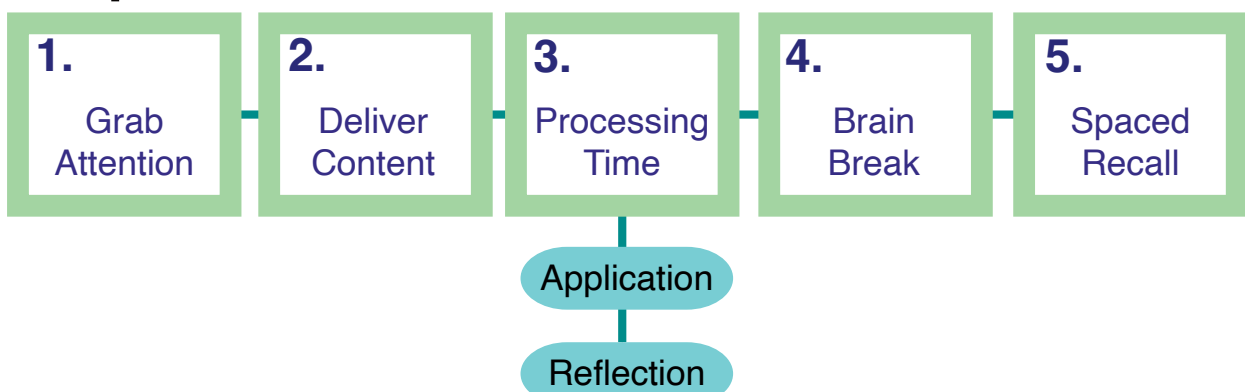 1.
Grab
Attention
2.
Deliver
Content
3.
Processing
Time
4.
Brain
Break
5.
Spaced
Recall
Application
Reflection